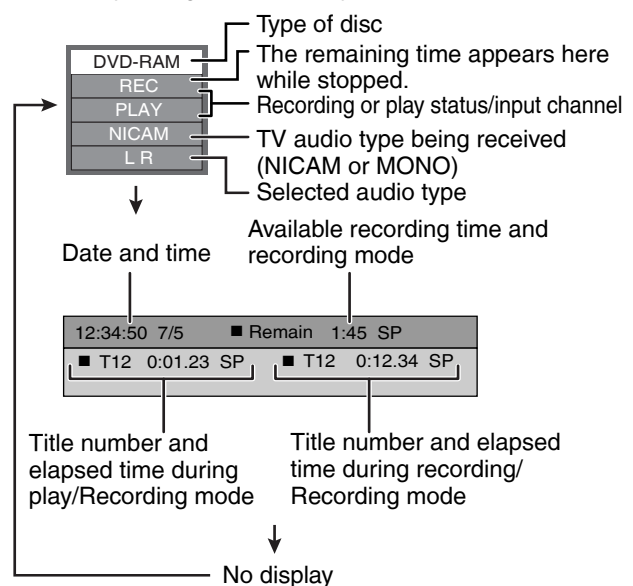 Type of disc
DVD-RAM
The remaining time appears here
while stopped.
REC
Recording or play status/input channel
PLAY
NICAM
TV audio type being received
(NICAM or MONO)
L R
Selected audio type
Date and time
Available recording time and
recording mode
12:34:50 7/5 ■ Remain 1:45 SP
■ T12 0:01.23 SP ■ T12 0:12.34 SP
Title number and
elapsed time during
play/Recording mode
Title number and elapsed
time during recording/
Recording mode
No display